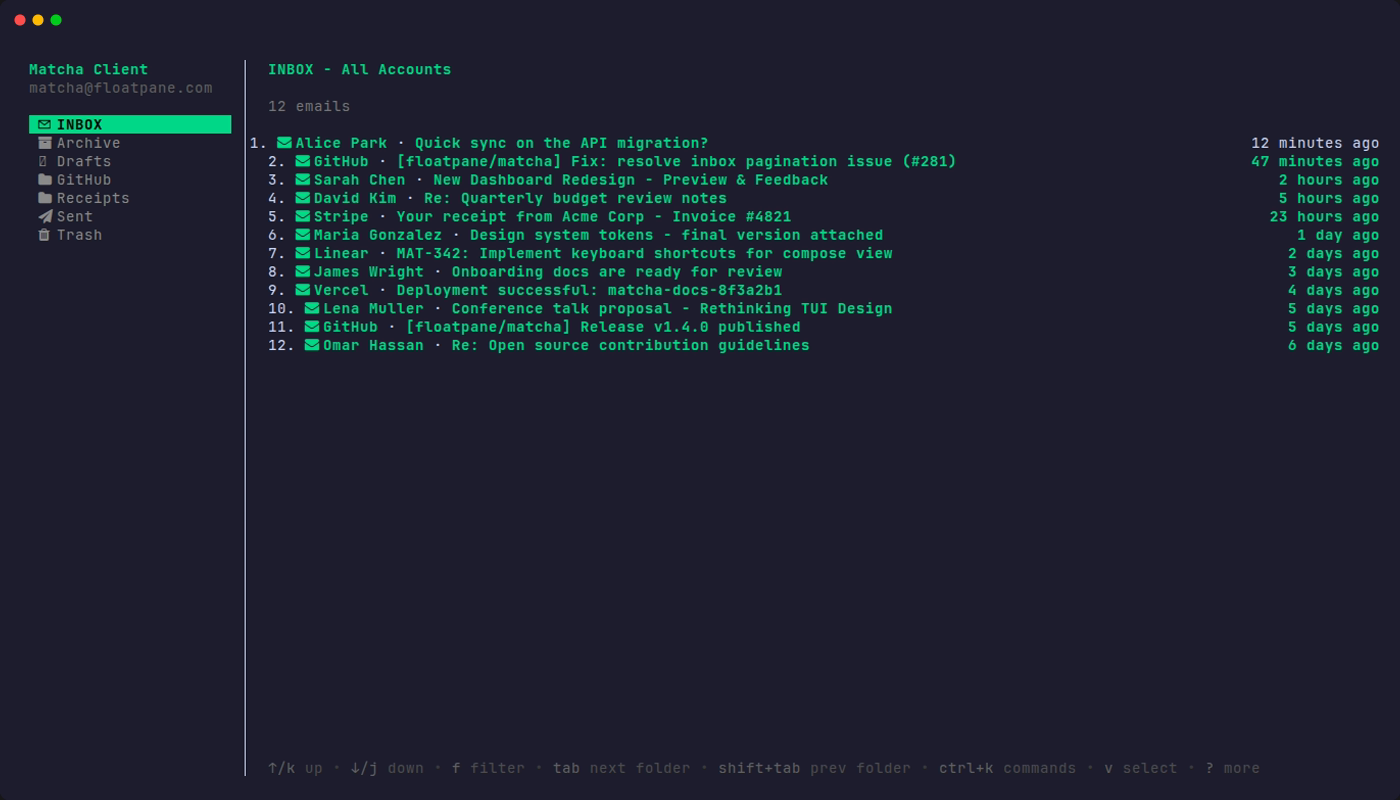 Matcha Client
matcha@floatpane.com
INBOX
Archive
Drafts
GitHub
Receipts
Sent
Trash
INBOX - All Accounts
12 emails
1. Alice Park · Quick sync on the API migration? 12 minutes ago
2. GitHub · [floatpane/matcha] Fix: resolve inbox pagination issue (#281) 47 minutes ago
3. Sarah Chen · New Dashboard Redesign - Preview & Feedback 2 hours ago
4. David Kim · Re: Quarterly budget review notes 5 hours ago
5. Stripe · Your receipt from Acme Corp - Invoice #4821 23 hours ago
6. Maria Gonzalez · Design system tokens - final version attached 1 day ago
7. Linear · MAT-342: Implement keyboard shortcuts for compose view 2 days ago
8. James Wright · Onboarding docs are ready for review 3 days ago
9. Vercel · Deployment successful: matcha-docs-8f3a2b1 4 days ago
10. Lena Muller · Conference talk proposal - Rethinking TUI Design 5 days ago
11. GitHub · [floatpane/matcha] Release v1.4.0 published 5 days ago
12. Omar Hassan · Re: Open source contribution guidelines 6 days ago
↑/k up • ↓/j down • f filter • tab next folder • shift+tab prev folder • ctrl+k commands • v select • ? more